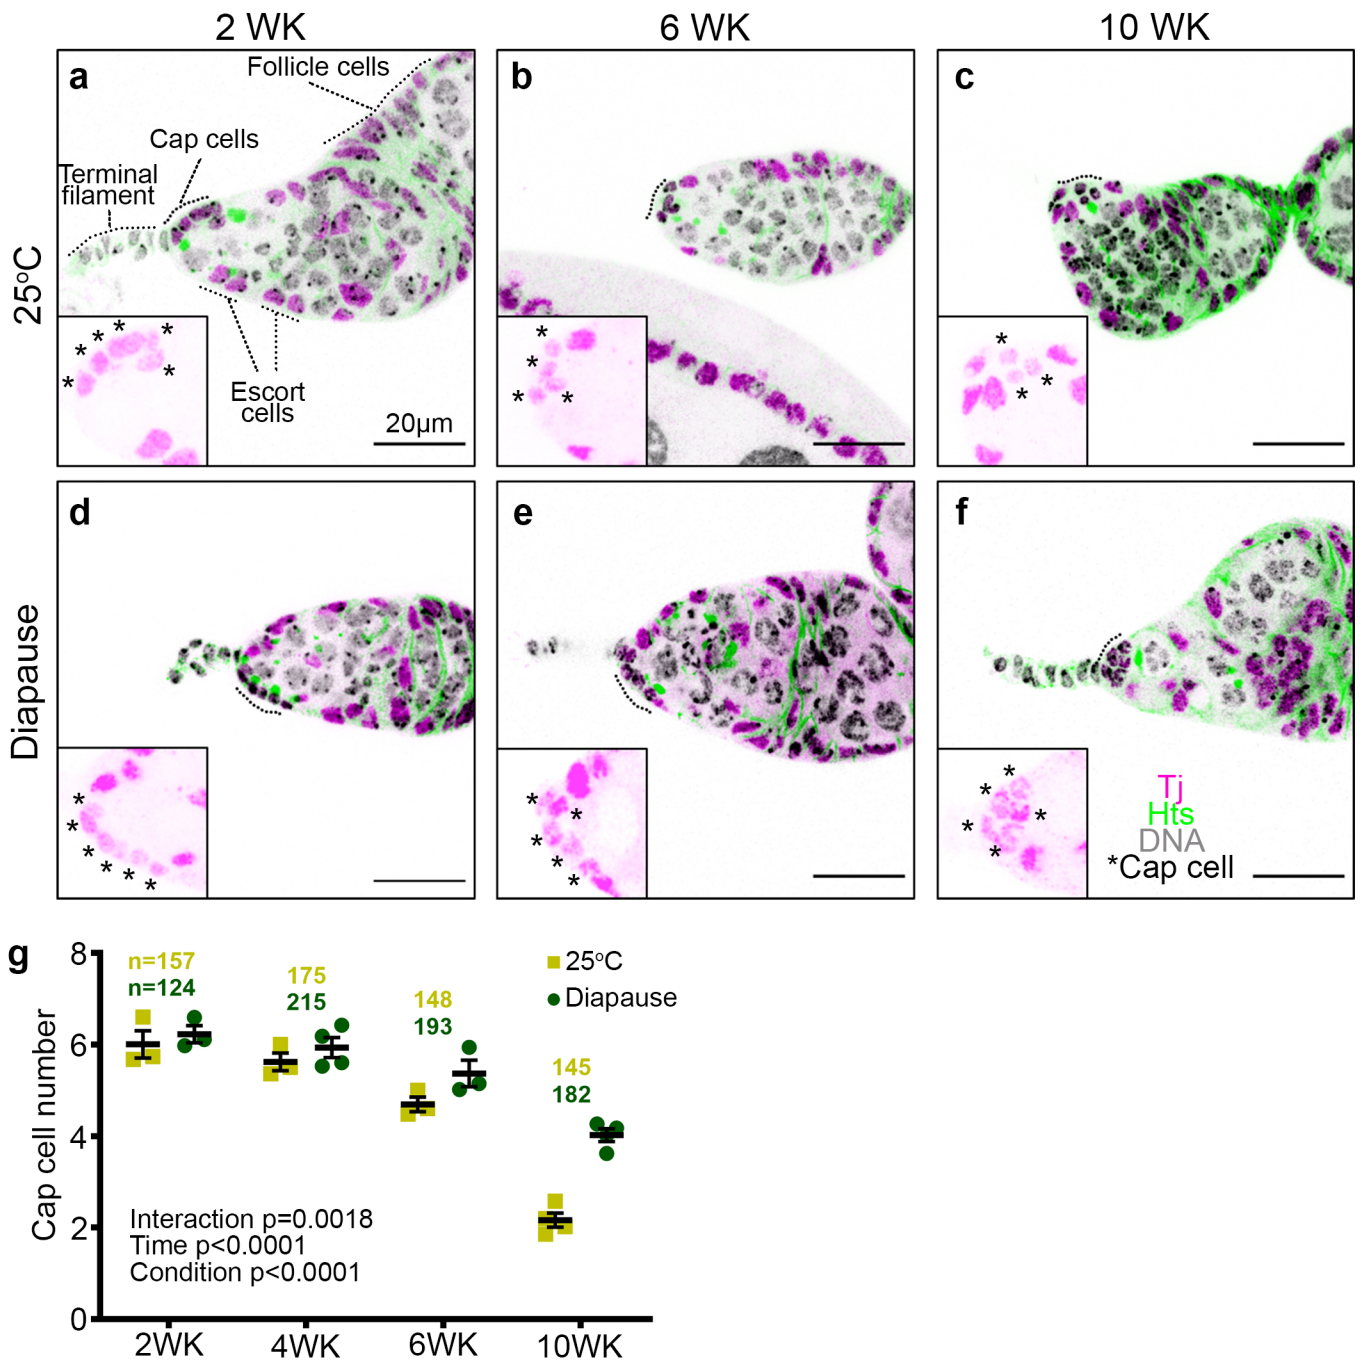 2 WK
6 WK
10 WK
25°C
a
Follicle cells
Cap cells
Terminal
filament
Escort
cells
20µm
* * * * * *
b
* * * *
c
* * *
Diapause
d
* * * * * *
e
* * * * *
f
* * * * *
Tj
Hts
DNA
*Cap cell
g
Cap cell number
8
6
4
2
0
n=157
n=124
175
215
148
193
145
182
25°C
Diapause
Interaction p=0.0018
Time p<0.0001
Condition p<0.0001
2WK
4WK
6WK
10WK